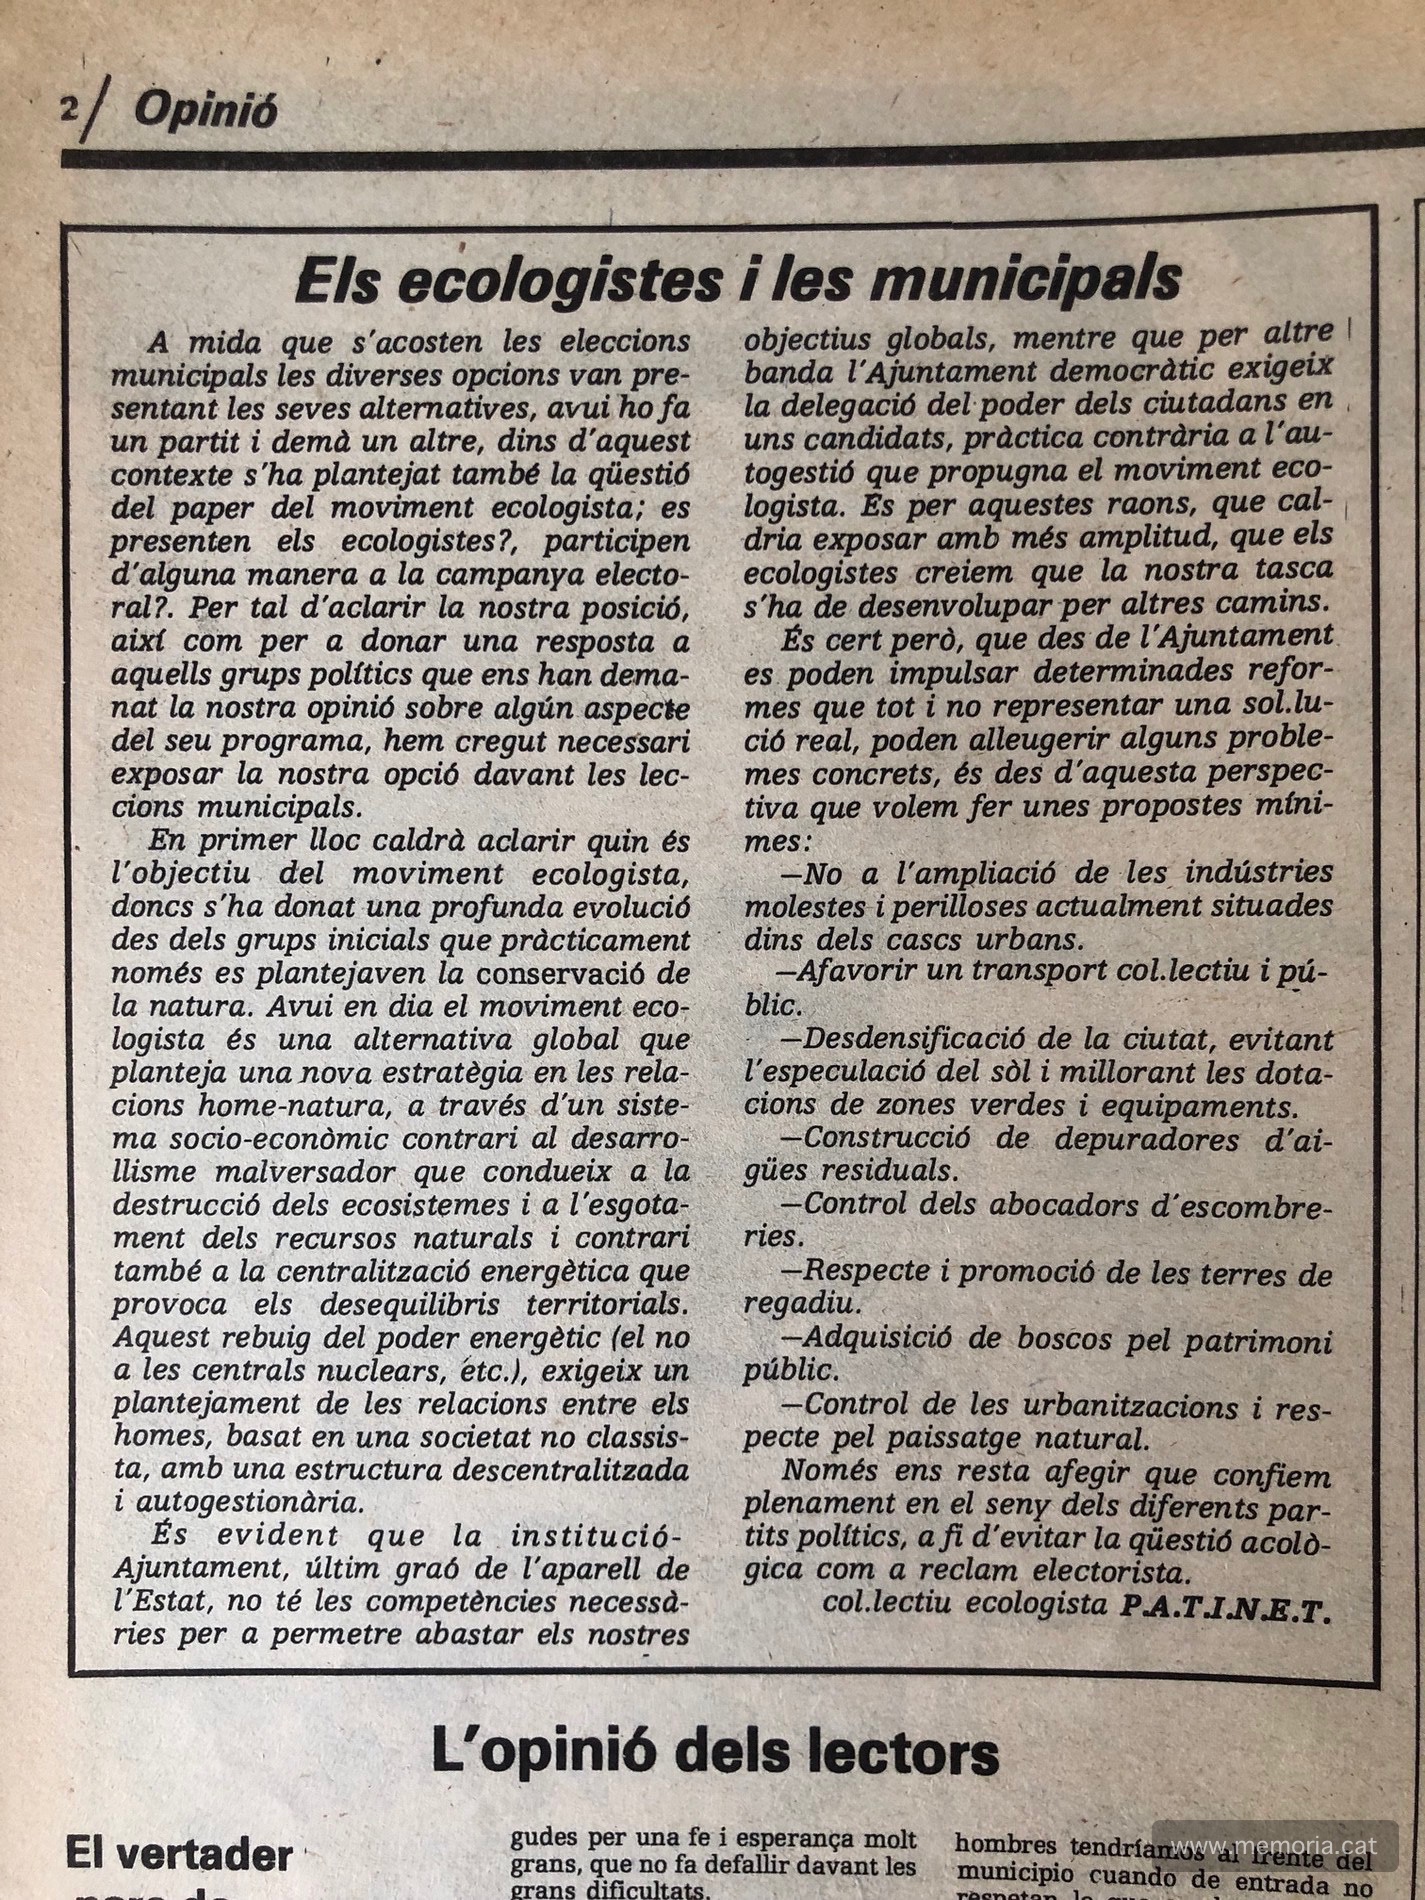 2/ Opinió
Els ecologistes i les municipals
A mida que s'acosten les eleccions
municipals les diverses opcions van pre-
sentant les seves alternatives, avui ho fa
un partit i demà un altre, dins d'aquest
contexte s'ha plantejat també la qüestió
del paper del moviment ecologista; es
presenten els ecologistes?, participen
d'alguna manera a la campanya electo-
ral?. Per tal d'aclarir la nostra posició,
així com per a donar una resposta a
aquells grups polítics que ens han dema-
nat la nostra opinió sobre algún aspecte
del seu programa, hem cregut necessari
exposar la nostra opció davant les lec-
cions municipals.
En primer lloc caldrà aclarir quin és
l'objectiu del moviment ecologista,
doncs s'ha donat una profunda evolució
des dels grups inicials que pràcticament
només es plantejaven la conservació de
la natura. Avui en dia el moviment eco-
logista és una alternativa global que
planteja una nova estratègia en les rela-
cions home-natura, a través d'un siste-
ma socio-econòmic contrari al desarro-
llisme malversador que condueix a la
destrucció dels ecosistemes i a l'esgota-
ment dels recursos naturals i contrari
també a la centralització energètica que
provoca els desequilibris territorials.
Aquest rebuig del poder energètic (el no
a les centrals nuclears, étc.), exigeix un
plantejament de les relacions entre els
homes, basat en una societat no classis-
ta, amb una estructura descentralitzada
i autogestionària.
És evident que la institució-
Ajuntament, últim graó de l'aparell de
l'Estat, no té les competències necessà-
ries per a permetre abastar els nostres
objectius globals, mentre que per altre
banda l'Ajuntament democràtic exigeix
la delegació del poder dels ciutadans en
uns candidats, pràctica contrària a l'au-
togestió que propugna el moviment eco-
logista. Es per aquestes raons, que cal-
dria exposar amb més amplitud, que els
ecologistes creiem que la nostra tasca
s'ha de desenvolupar per altres camins.
És cert però, que des de l'Ajuntament
es poden impulsar determinades refor-
mes que tot i no representar una sol.lu-
ció real, poden alleugerir alguns proble-
mes concrets, és des d'aquesta perspec-
tiva que volem fer unes propostes míni-
mes:
—No a l'ampliació de les indústries
molestes i perilloses actualment situades
dins dels cascs urbans.
—Afavorir un transport col.lectiu i pú-
blic.
—Desdensificació de la ciutat, evitant
l'especulació del sòl i millorant les dota-
cions de zones verdes i equipaments.
—Construcció de depuradores d'ai-
gües residuals.
—Control dels abocadors d'escombre-
ries.
—Respecte i promoció de les terres de
regadiu.
—Adquisició de boscos pel patrimoni
públic.
—Control de les urbanitzacions i res-
pecte pel paissatge natural.
Només ens resta afegir que confiem
plenament en el seny dels diferents par-
tits polítics, a fi d'evitar la qüestió acolò-
gica com a reclam electorista.
col.lectiu ecologista P.A.T.I.N.E.T.
L'opinió dels lectors
El vertader
gudes per una fe i esperança molt
grans, que no fa defallir davant les
grans dificultats.
hombres tendríamos al frente del
municipio cuando de entrada no
www.memoria.cat